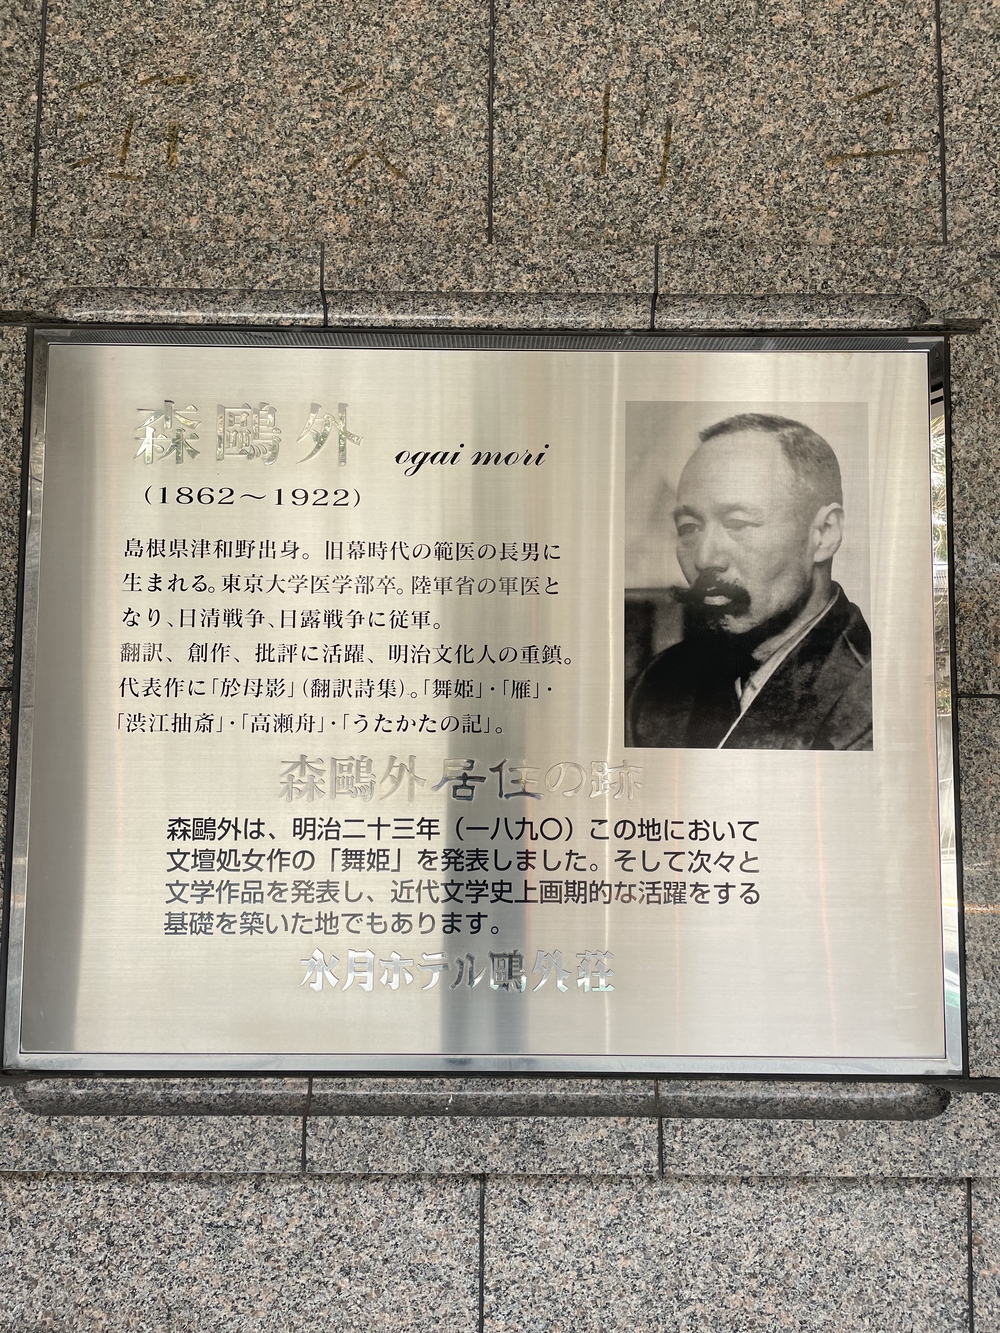 森鷗外 ogai mori
(1862～1922)
島根県津和野出身。旧幕時代の範医の長男に
生まれる。東京大学医学部卒。陸軍省の軍医と
なり、日清戦争、日露戦争に従軍。
翻訳、創作、批評に活躍、明治文化人の重鎮。
代表作に「於母影」(翻訳詩集)。「舞姫」・「雁」・
「渋江抽斎」・「高瀬舟」・「うたかたの記」。
森鷗外居住の跡
森鷗外は、明治二十三年（一八九〇）この地において
文壇処女作の「舞姫」を発表しました。そして次々と
文学作品を発表し、近代文学史上画期的な活躍をする
基礎を築いた地でもあります。
水月ホテル鷗外荘